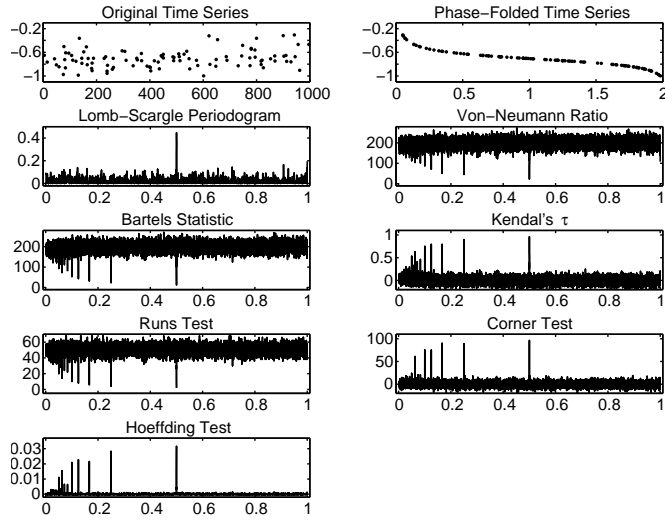 Original Time Series
−0.2
−0.6
−1
0 200 400 600 800 1000
Phase−Folded Time Series
−0.2
−0.6
−1
0 0.5 1 1.5 2
Lomb−Scargle Periodogram
0.4
0.2
0
0 0.2 0.4 0.6 0.8 1
Von−Neumann Ratio
200
100
0
0 0.2 0.4 0.6 0.8 1
Bartels Statistic
200
100
0
0 0.2 0.4 0.6 0.8 1
Kendal's τ
1
0.5
0
0 0.2 0.4 0.6 0.8 1
Runs Test
60
40
20
0
0 0.2 0.4 0.6 0.8 1
Corner Test
100
50
0
0 0.2 0.4 0.6 0.8 1
Hoeffding Test
0.03
0.02
0.01
0
0 0.2 0.4 0.6 0.8 1